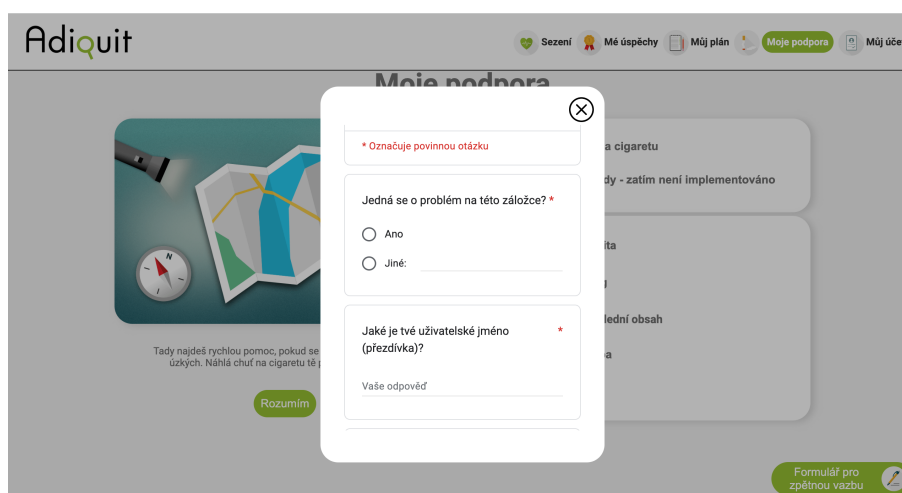 Adiquit
Sezení
Mé úspěchy
Můj plán
Moje podpora
Můj úče
Moje podpora
* Označuje povinnou otázku
Jedná se o problém na této záložce? *
Ano
Jiné:
Jaké je tvé uživatelské jméno *
(přezdívka)?
Vaše odpověď
a cigaretu
dy - zatím není implementováno
ita
lední obsah
a
Tady najdeš rychlou pomoc, pokud se
úzkých. Náhlá chuť na cigaretu tě
Rozumím
Formulář pro
zpětnou vazbu
N